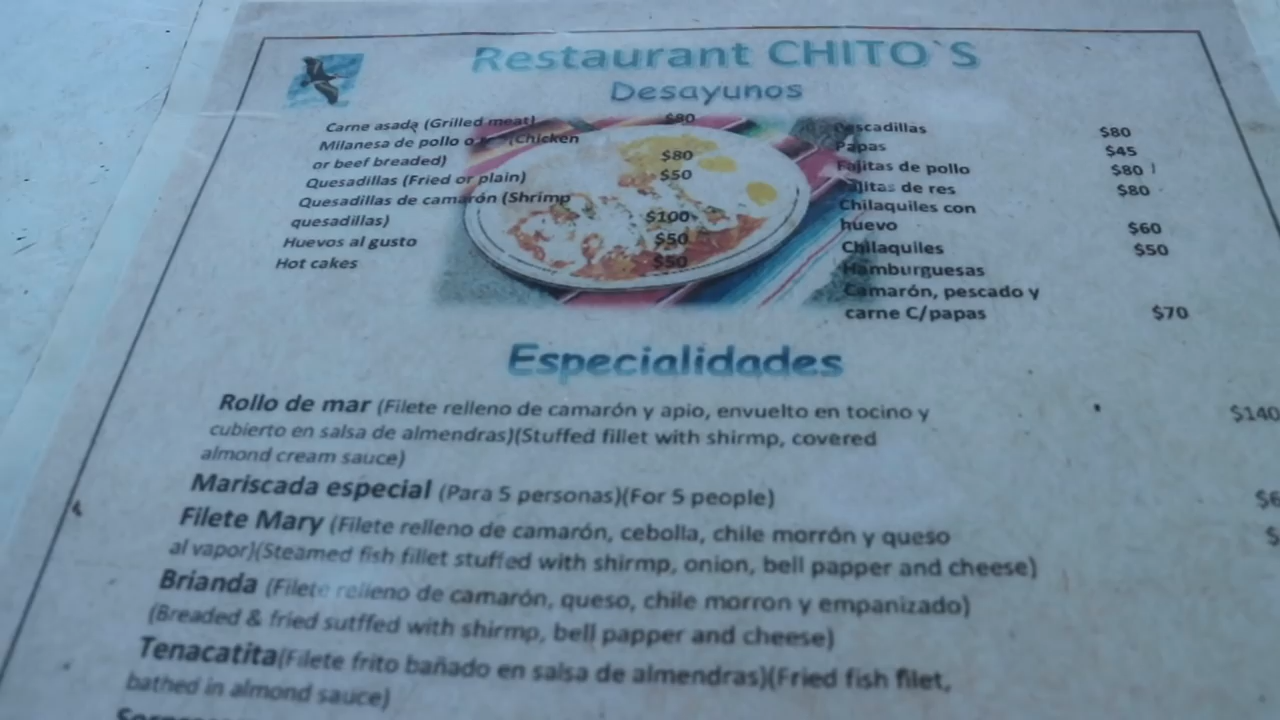 Restaurant CHITO`S
Desayunos
Carne asada (Grilled meat) $80
Milanesa de pollo o (Chicken
or beef breaded) $80
Quesadillas (Fried or plain) $50
Quesadillas de camarón (Shrimp
quesadillas) $100
Huevos al gusto $50
Hot cakes $50
Pescadillas $80
Papas $45
Fajitas de pollo $80
Fajitas de res $80
Chilaquiles con
huevo $60
Chilaquiles $50
Hamburguesas
Camarón, pescado y
carne C/papas $70
Especialidades
Rollo de mar (Filete relleno de camarón y apio, envuelto en tocino y $140
cubierto en salsa de almendras)(Stuffed fillet with shirmp, covered
almond cream sauce)
Mariscada especial (Para 5 personas)(For 5 people)
Filete Mary (Filete relleno de camarón, cebolla, chile morrón y queso
al vapor)(Steamed fish fillet stuffed with shirmp, onion, bell papper and cheese)
Brianda (Filete relleno de camarón, queso, chile morron y empanizado)
(Breaded & fried sutffed with shirmp, bell papper and cheese)
Tenacatita(Filete frito bañado en salsa de almendras)(Fried fish filet,
bathed in almond sauce)